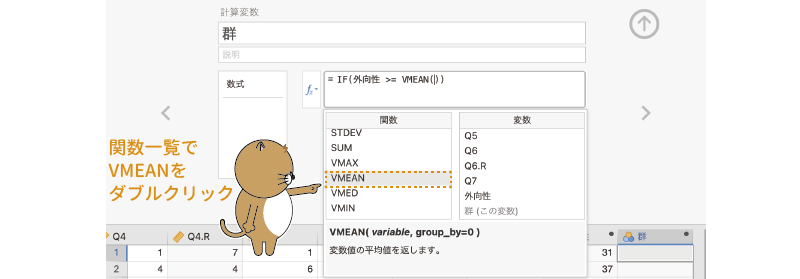 計算変数
群
説明
数式
fx
= IF(外向性 >= VMEAN())
関数
変数
STDEV
SUM
VMAX
VMEAN
VMED
VMIN
Q5
Q6
Q6.R
Q7
外向性
群 (この変数)
VMEAN( variable, group_by=0 )
変数値の平均値を返します。
関数一覧で
VMEANを
ダブルクリック
Q4 Q4.R 群
1 1 7 1 31
2 4 4 6 37